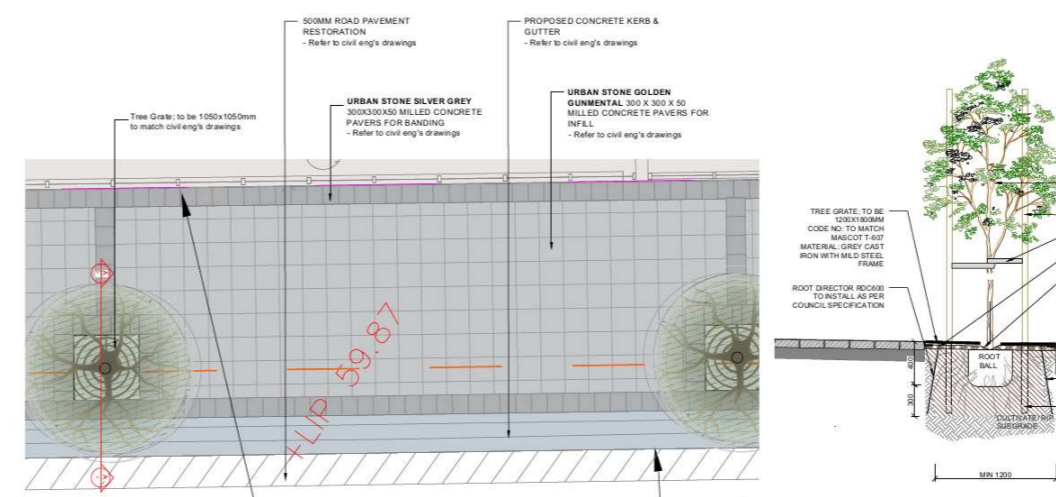 500MM ROAD PAVEMENT
RESTORATION
- Refer to civil eng's drawings
PROPOSED CONCRETE KERB &
GUTTER
- Refer to civil eng's drawings
Tree Grate; to be 1050x1050mm
to match civil eng's drawings
URBAN STONE SILVER GREY
300X300X50 MILLED CONCRETE
PAVERS FOR BANDING
- Refer to civil eng's drawings
URBAN STONE GOLDEN
GUNMENTAL 300 X 300 X 50
MILLED CONCRETE PAVERS FOR
INFILL
- Refer to civil eng's drawings
+LIP 59.87
TREE GRATE; TO BE
1200X1800MM
CODE NO: TO MATCH
MASCOT T-607
MATERIAL: GREY CAST
IRON WITH MILD STEEL
FRAME
ROOT DIRECTOR RDC600
TO INSTALL AS PER
COUNCIL SPECIFICATION
ROOT
BALL
400
300
CULTIVATE/ RIP
SUBGRADE
MIN 1200